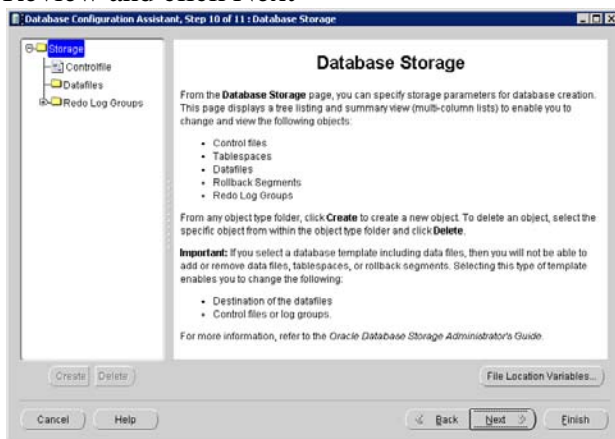 Review and click Next
Database Configuration Assistant, Step 10 of 11 : Database Storage
Storage
Controlfile
Datafiles
Redo Log Groups
Database Storage
From the Database Storage page, you can specify storage parameters for database creation.
This page displays a tree listing and summary view (multi-column lists) to enable you to
change and view the following objects:
• Control files
• Tablespaces
• Datafiles
• Rollback Segments
• Redo Log Groups
From any object type folder, click Create to create a new object. To delete an object, select the
specific object from within the object type folder and click Delete.
Important: If you select a database template including data files, then you will not be able to
add or remove data files, tablespaces, or rollback segments. Selecting this type of template
enables you to change the following:
• Destination of the datafiles
• Control files or log groups.
For more information, refer to the Oracle Database Storage Administrator's Guide.
Create Delete File Location Variables...
Cancel Help Back Next Finish